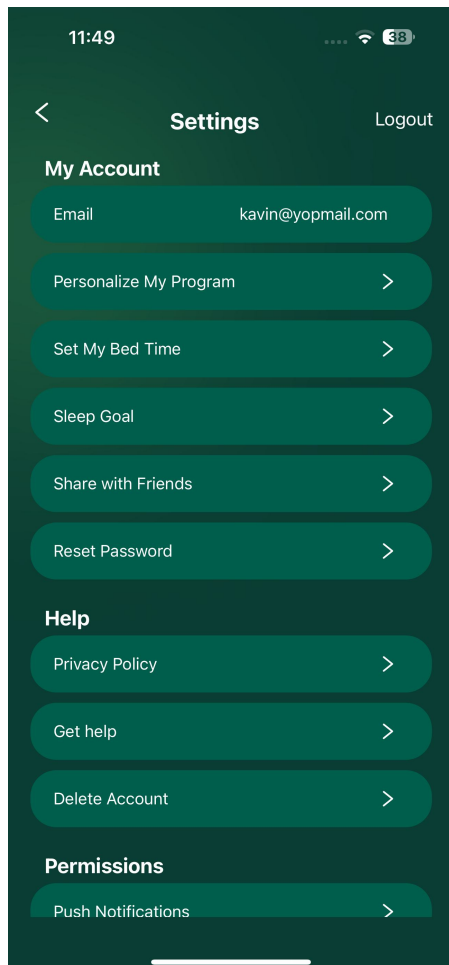 11:49
38
Settings
Logout
My Account
Email kavin@yopmail.com
Personalize My Program
Set My Bed Time
Sleep Goal
Share with Friends
Reset Password
Help
Privacy Policy
Get help
Delete Account
Permissions
Push Notifications